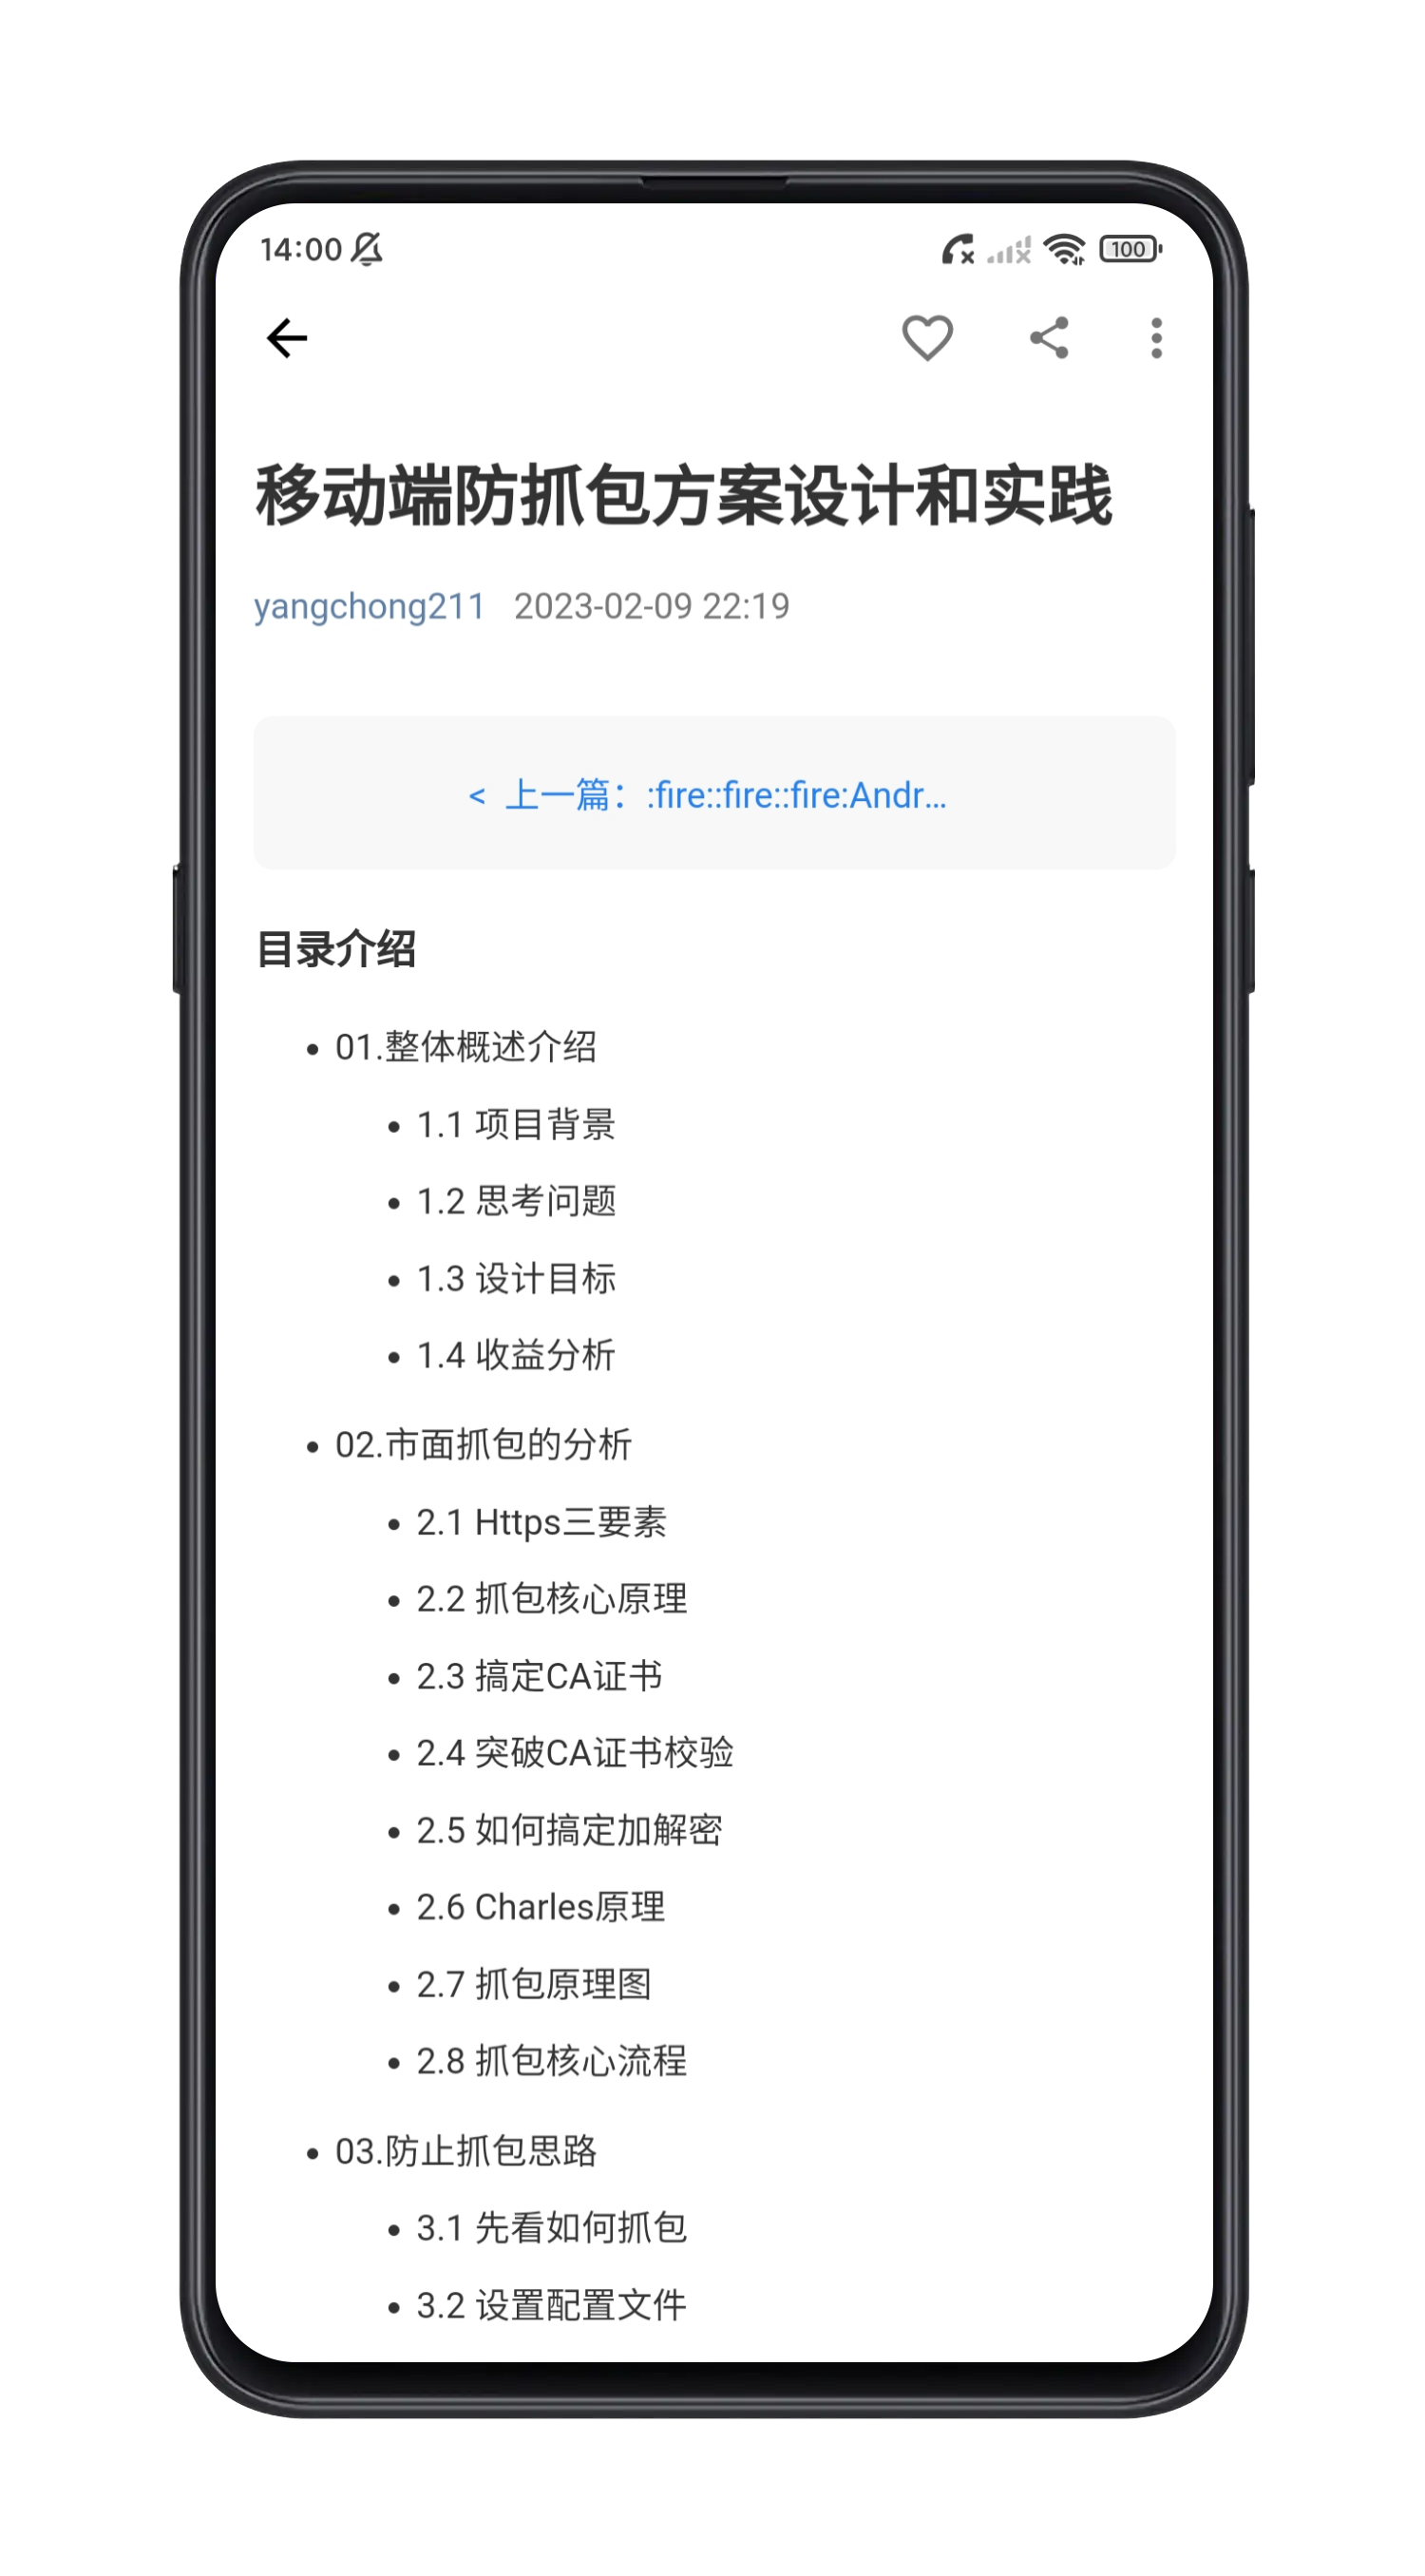 14:00
100
移动端防抓包方案设计和实践
yangchong211 2023-02-09 22:19
< 上一篇：:fire::fire::fire:Andr...
目录介绍
01.整体概述介绍
1.1 项目背景
1.2 思考问题
1.3 设计目标
1.4 收益分析
02.市面抓包的分析
2.1 Https三要素
2.2 抓包核心原理
2.3 搞定CA证书
2.4 突破CA证书校验
2.5 如何搞定加解密
2.6 Charles原理
2.7 抓包原理图
2.8 抓包核心流程
03.防止抓包思路
3.1 先看如何抓包
3.2 设置配置文件